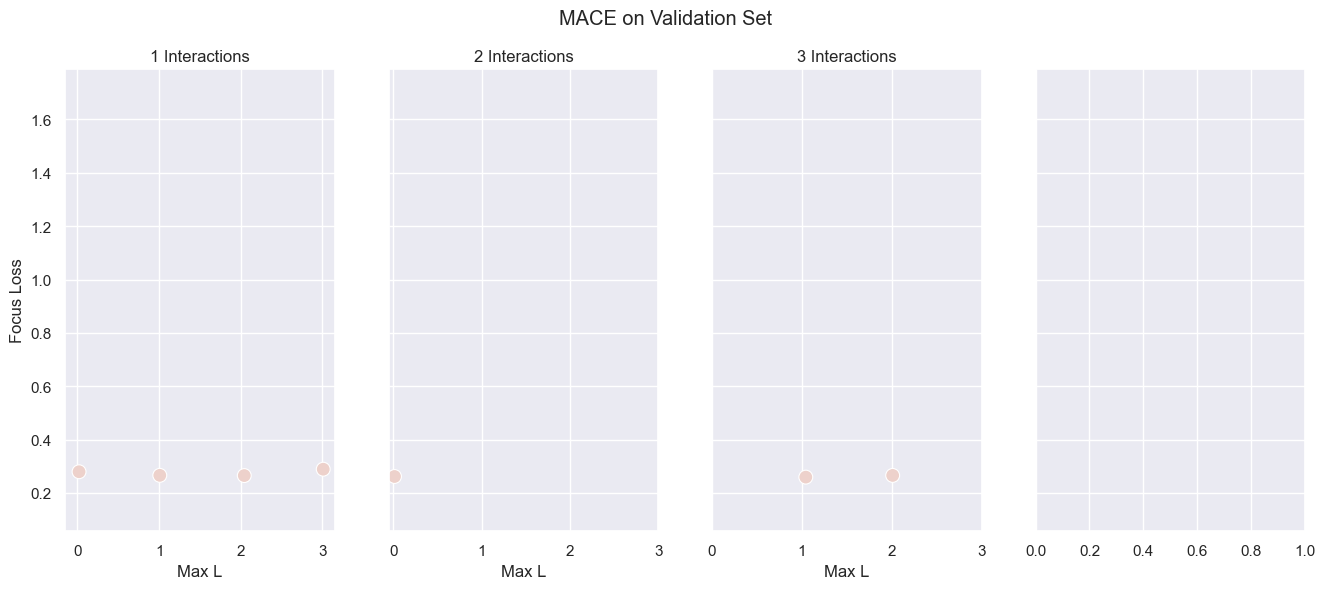 MACE on Validation Set
1 Interactions
2 Interactions
3 Interactions
Focus Loss
1.6
1.4
1.2
1.0
0.8
0.6
0.4
0.2
0 1 2 3
0 1 2 3
0 1 2 3
0.0 0.2 0.4 0.6 0.8 1.0
Max L
Max L
Max L